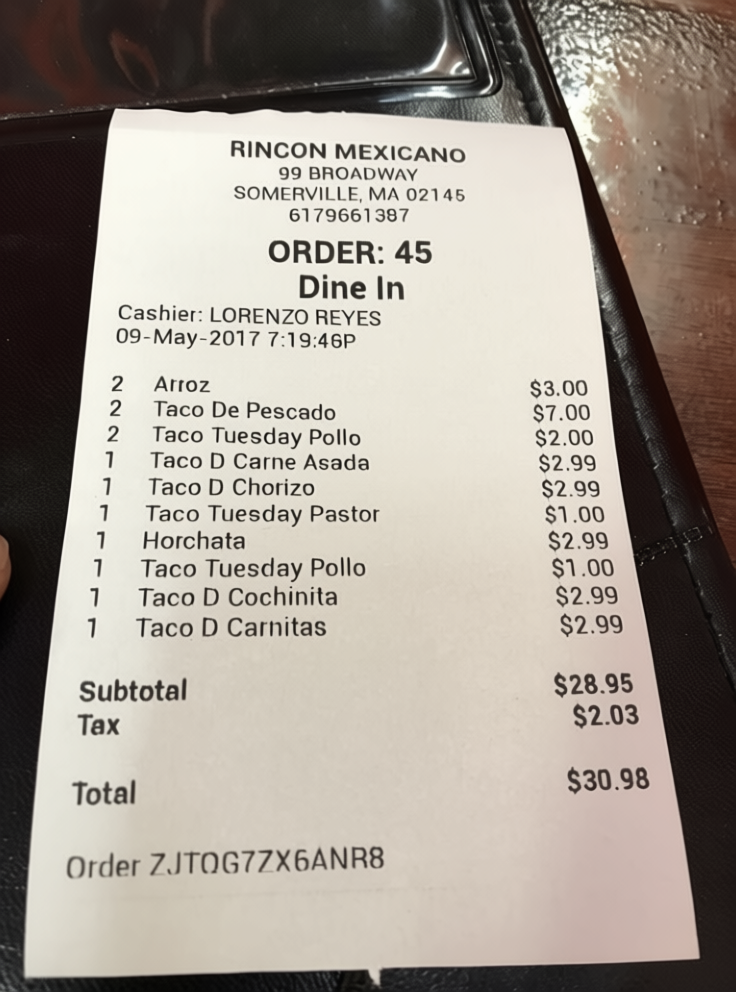 RINCON MEXICANO
99 BROADWAY
SOMERVILLE, MA 02145
6179661387
ORDER: 45
Dine In
Cashier: LORENZO REYES
09-May-2017 7:19:46P
2 Arroz $3.00
2 Taco De Pescado $7.00
2 Taco Tuesday Pollo $2.00
1 Taco D Carne Asada $2.99
1 Taco D Chorizo $2.99
1 Taco Tuesday Pastor $1.00
1 Horchata $2.99
1 Taco Tuesday Pollo $1.00
1 Taco D Cochinita $2.99
1 Taco D Carnitas $2.99
Subtotal $28.95
Tax $2.03
Total $30.98
Order ZJTOG7ZX6ANR8